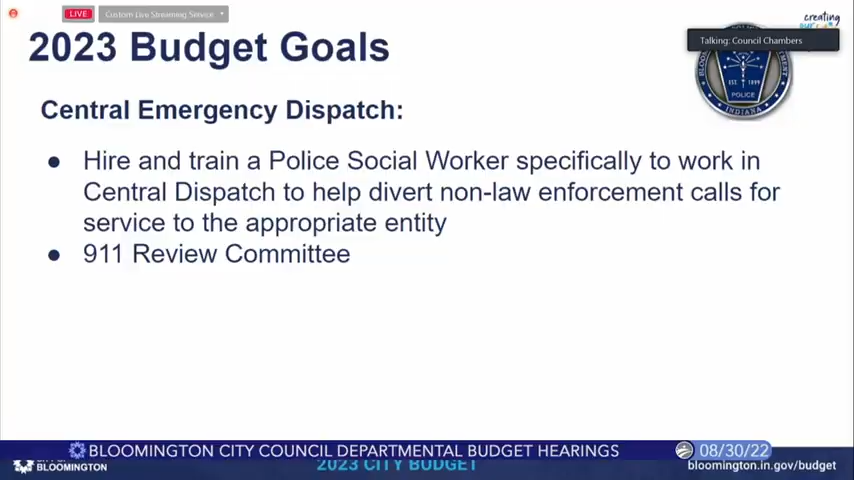 LIVE
Custom Live Streaming Service
creating
Talking: Council Chambers
2023 Budget Goals
EST. 1899
POLICE
INDIANA
Central Emergency Dispatch:
● Hire and train a Police Social Worker specifically to work in
Central Dispatch to help divert non-law enforcement calls for
service to the appropriate entity
● 911 Review Committee
BLOOMINGTON CITY COUNCIL DEPARTMENTAL BUDGET HEARINGS
08/30/22
BLOOMINGTON
2023 CITY BUDGET
bloomington.in.gov/budget